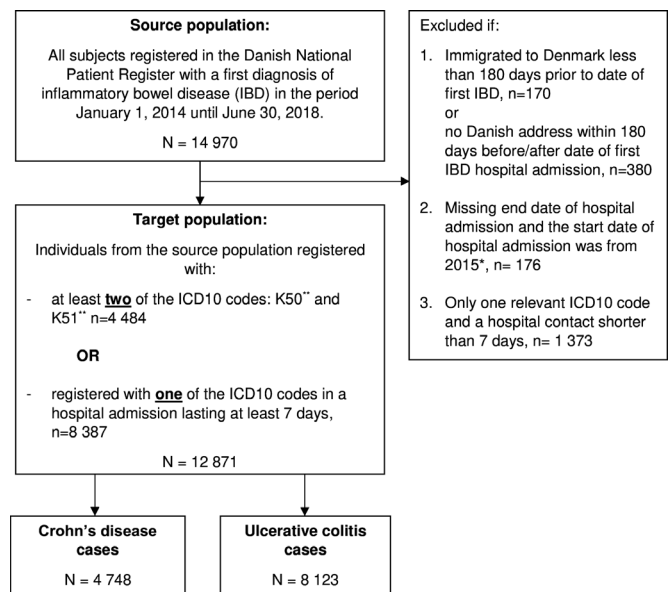 Source population:
All subjects registered in the Danish National
Patient Register with a first diagnosis of
inflammatory bowel disease (IBD) in the period
January 1, 2014 until June 30, 2018.
N = 14 970
Excluded if:
1. Immigrated to Denmark less
than 180 days prior to date of
first IBD, n=170
or
no Danish address within 180
days before/after date of first
IBD hospital admission, n=380
2. Missing end date of hospital
admission and the start date of
hospital admission was from
2015*, n= 176
3. Only one relevant ICD10 code
and a hospital contact shorter
than 7 days, n= 1 373
Target population:
Individuals from the source population registered
with:
- at least two of the ICD10 codes: K50** and
K51** n=4 484
OR
- registered with one of the ICD10 codes in a
hospital admission lasting at least 7 days,
n=8 387
N = 12 871
Crohn's disease
cases
N = 4 748
Ulcerative colitis
cases
N = 8 123